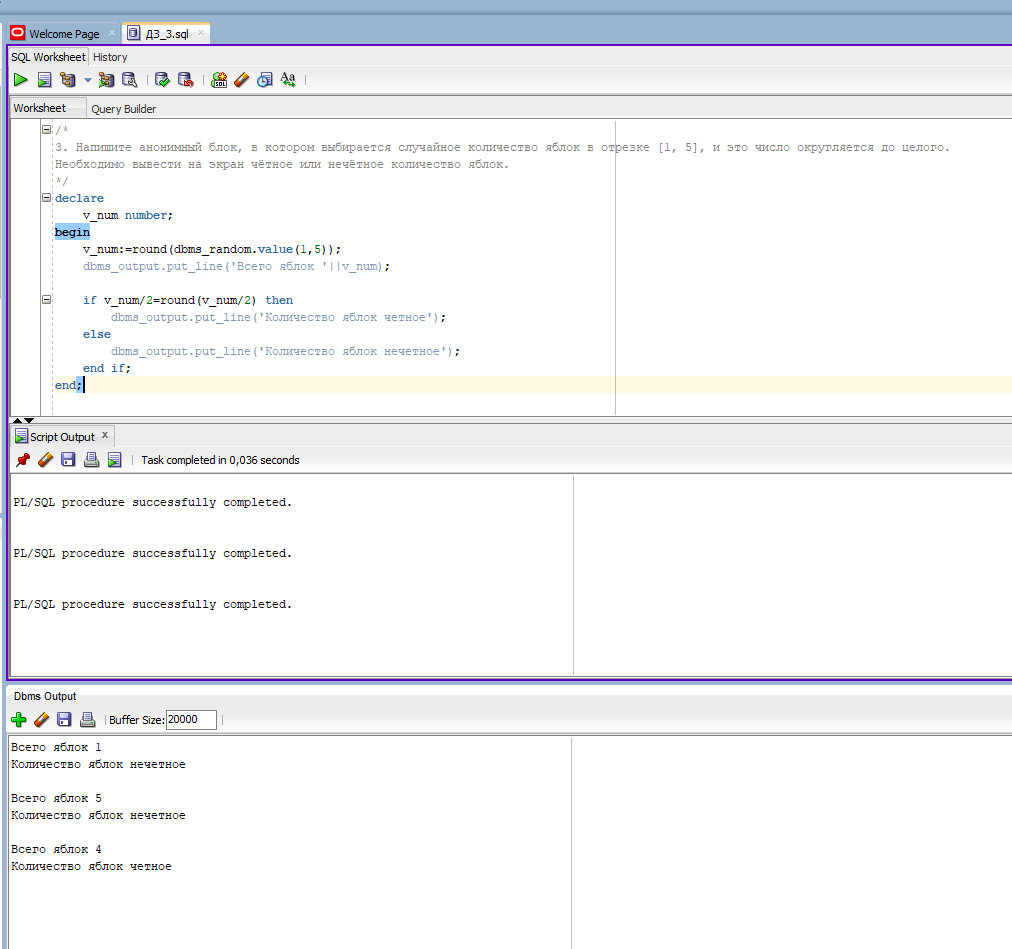 Welcome Page
ДЗ_3.sql
SQL Worksheet History
Worksheet Query Builder
/*
3. Напишите анонимный блок, в котором выбирается случайное количество яблок в отрезке [1, 5], и это число округляется до целого.
Необходимо вывести на экран чётное или нечётное количество яблок.
*/
declare
    v_num number;
begin
    v_num:=round(dbms_random.value(1,5));
    dbms_output.put_line('Всего яблок '||v_num);
    if v_num/2=round(v_num/2) then
        dbms_output.put_line('Количество яблок четное');
    else
        dbms_output.put_line('Количество яблок нечетное');
    end if;
end;
Script Output
Task completed in 0,036 seconds
PL/SQL procedure successfully completed.
PL/SQL procedure successfully completed.
PL/SQL procedure successfully completed.
Dbms Output
Buffer Size: 20000
Всего яблок 1
Количество яблок нечетное
Всего яблок 5
Количество яблок нечетное
Всего яблок 4
Количество яблок четное